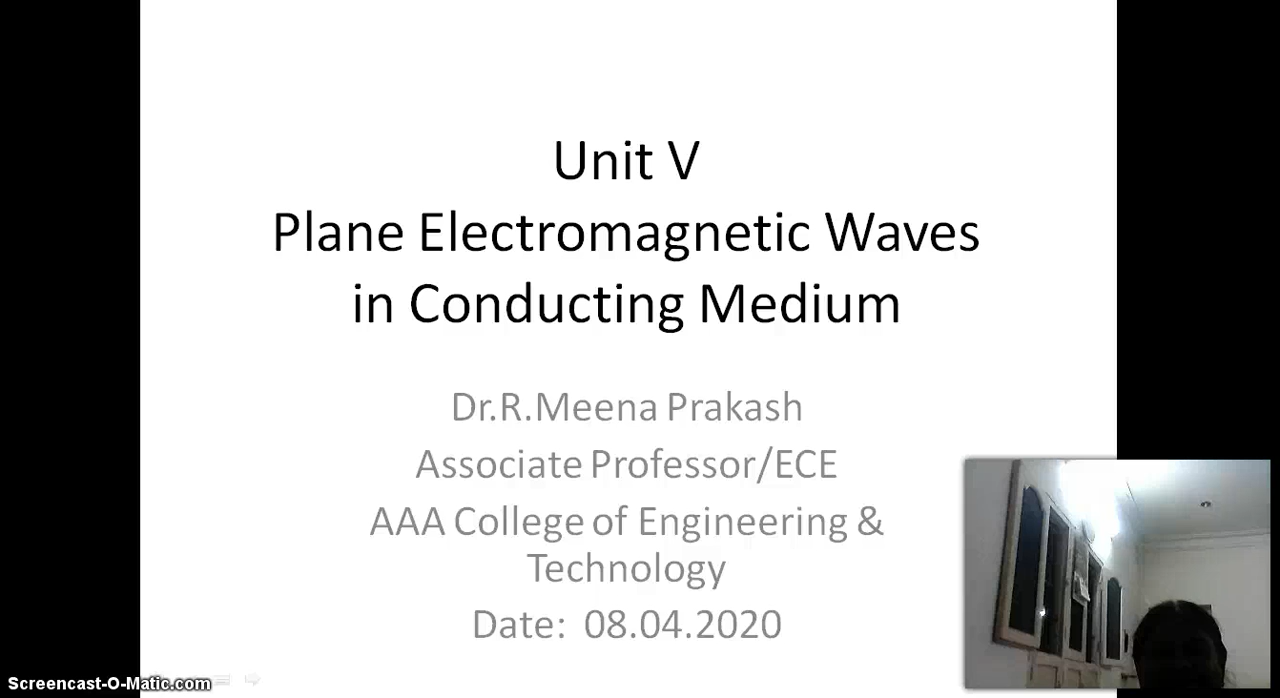 Unit V
Plane Electromagnetic Waves
in Conducting Medium
Dr.R.Meena Prakash
Associate Professor/ECE
AAA College of Engineering &
Technology
Date:  08.04.2020
Screencast-O-Matic.com